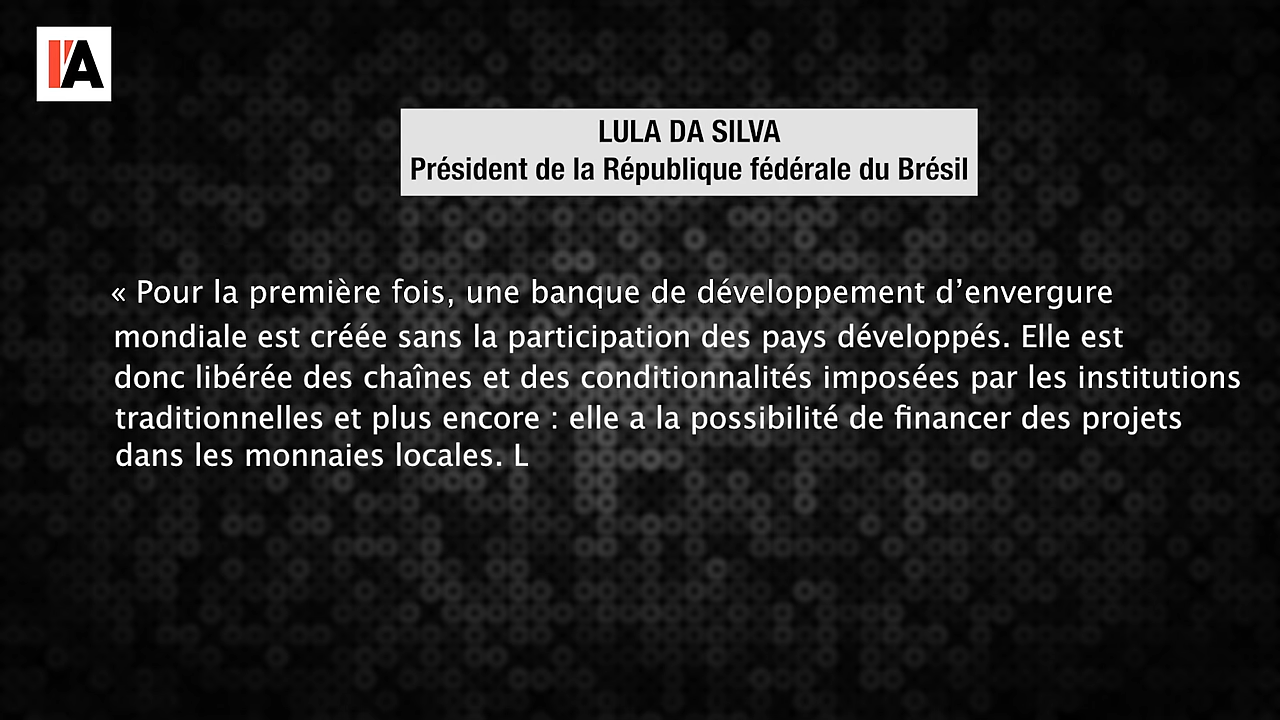 I'A
LULA DA SILVA
Président de la République fédérale du Brésil
« Pour la première fois, une banque de développement d’envergure
mondiale est créée sans la participation des pays développés. Elle est
donc libérée des chaînes et des conditionnalités imposées par les institutions
traditionnelles et plus encore : elle a la possibilité de financer des projets
dans les monnaies locales. L